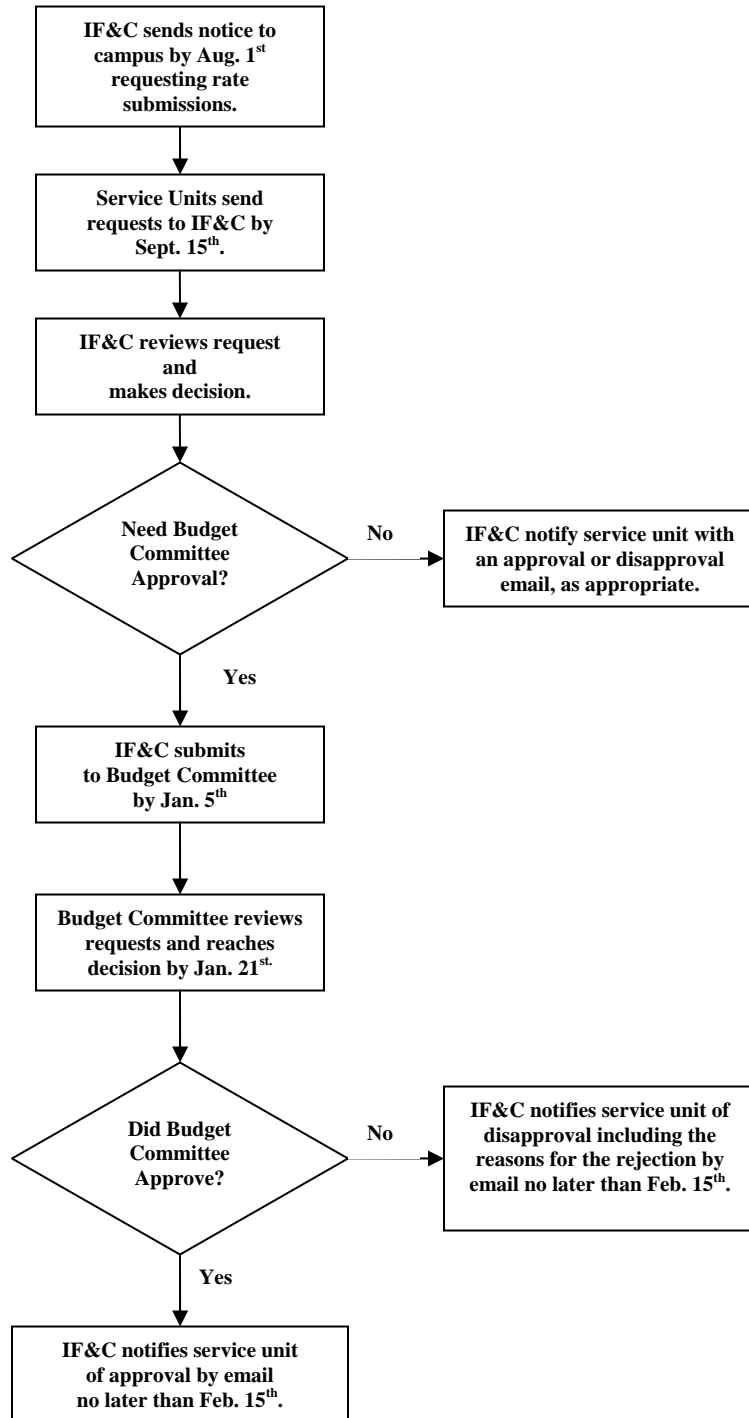 IF&C sends notice to
campus by Aug. 1st
requesting rate
submissions.
Service Units send
requests to IF&C by
Sept. 15th.
IF&C reviews request
and
makes decision.
Need Budget
Committee
Approval?
No
IF&C notify service unit with
an approval or disapproval
email, as appropriate.
Yes
IF&C submits
to Budget Committee
by Jan. 5th
Budget Committee reviews
requests and reaches
decision by Jan. 21st.
Did Budget
Committee
Approve?
No
IF&C notifies service unit of
disapproval including the
reasons for the rejection by
email no later than Feb. 15th.
Yes
IF&C notifies service unit
of approval by email
no later than Feb. 15th.